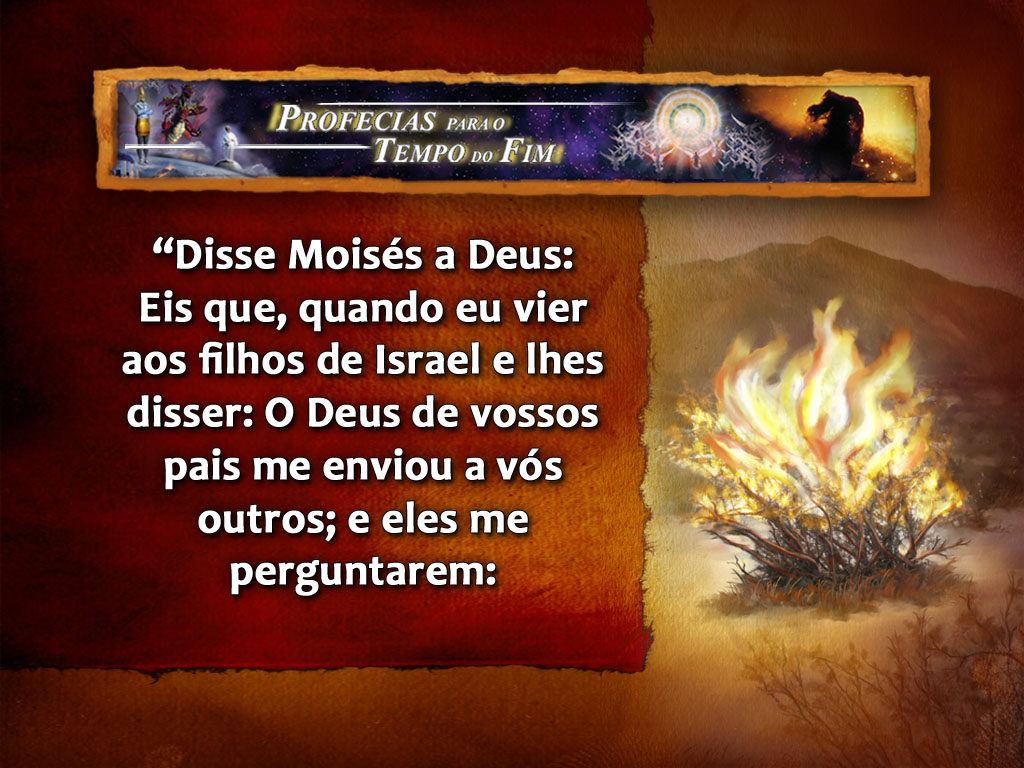 PROFECIAS PARA O
TEMPO DO FIM
“Disse Moisés a Deus:
Eis que, quando eu vier
aos filhos de Israel e lhes
disser: O Deus de vossos
pais me enviou a vós
outros; e eles me
perguntarem: